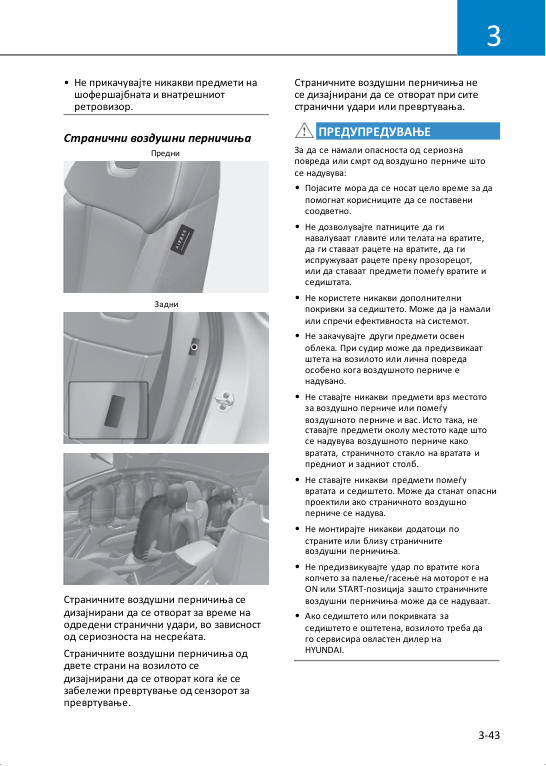 3
• Не прикачувајте никакви предмети на
шофершајбната и внатрешниот
ретровизор.
Странични воздушни перничиња
Предни
AIRBAG
Задни
Страничните воздушни перничиња се
дизајнирани да се отворат за време на
одредени странични удари, во зависност
од сериозноста на несреќата.
Страничните воздушни перничиња од
двете страни на возилото се
дизајнирани да се отворат кога ќе се
забележи превртување од сензорот за
превртување.
Страничните воздушни перничиња не
се дизајнирани да се отворат при сите
странични удари или превртувања.
ПРЕДУПРЕДУВАЊЕ
За да се намали опасноста од сериозна
повреда или смрт од воздушно перниче што
се надувува:
• Појасите мора да се носат цело време за да
помогнат корисниците да се поставени
соодветно.
• Не дозволувајте патниците да ги
навалуваат главите или телата на вратите,
да ги ставаат рацете на вратите, да ги
испружуваат рацете преку прозорецот,
или да ставаат предмети помеѓу вратите и
седиштата.
• Не користете никакви дополнителни
покривки за седиштето. Може да ја намали
или спречи ефективноста на системот.
• Не закачувајте други предмети освен
облека. При судир може да предизвикаат
штета на возилото или лична повреда
особено кога воздушното перниче е
надувано.
• Не ставајте никакви предмети врз местото
за воздушно перниче или помеѓу
воздушното перниче и вас. Исто така, не
ставајте предмети околу местото каде што
се надувува воздушното перниче како
вратата, страничното стакло на вратата и
предниот и задниот столб.
• Не ставајте никакви предмети помеѓу
вратата и седиштето. Може да станат опасни
проектили ако страничното воздушно
перниче се надува.
• Не монтирајте никакви додатоци по
страните или близу страничните
воздушни перничиња.
• Не предизвикувајте удар по вратите кога
копчето за палење/гасење на моторот е на
ON или START-позиција зашто страничните
воздушни перничиња може да се надуваат.
• Ако седиштето или покривката за
седиштето е оштетена, возилото треба да
го сервисира овластен дилер на
HYUNDAI.
3-43